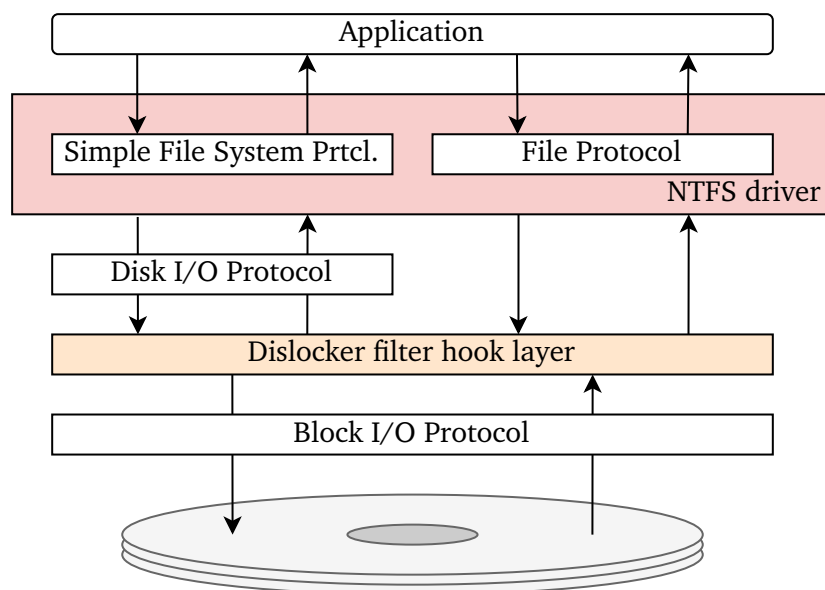 Application
Simple File System Prtcl.
File Protocol
NTFS driver
Disk I/O Protocol
Dislocker filter hook layer
Block I/O Protocol